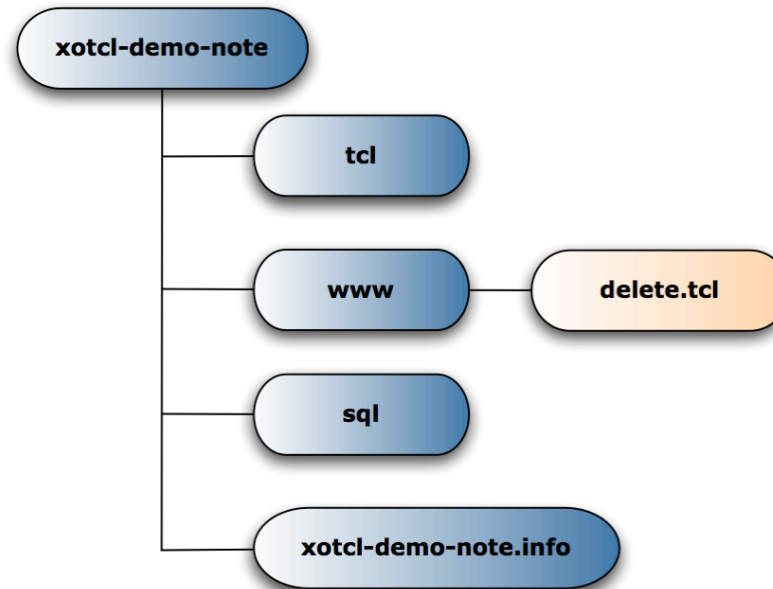 xotcl-demo-note
tcl
www
delete.tcl
sql
xotcl-demo-note.info